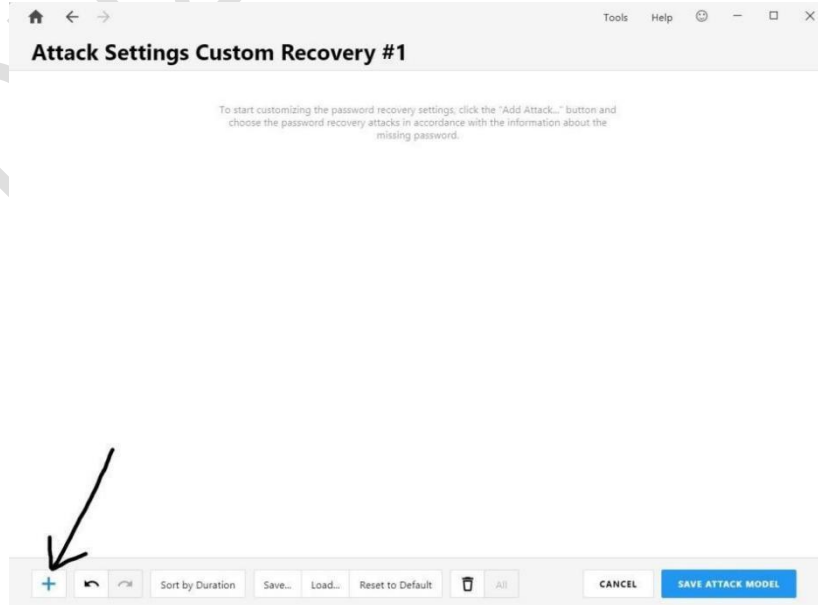 Tools Help
Attack Settings Custom Recovery #1
To start customizing the password recovery settings, click the "Add Attack..." button and
choose the password recovery attacks in accordance with the information about the
missing password.
Sort by Duration Save... Load... Reset to Default All CANCEL SAVE ATTACK MODEL